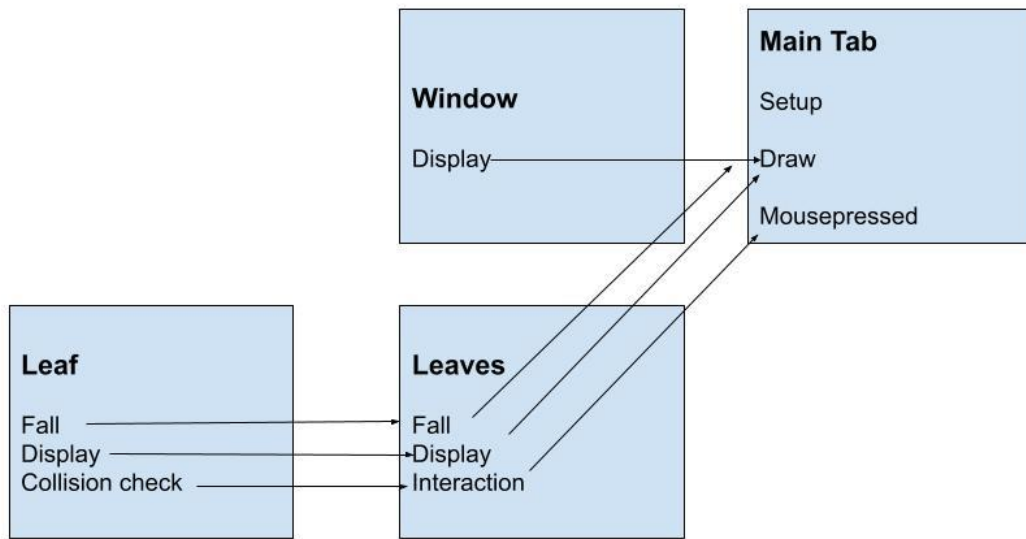 Window
Display
Main Tab
Setup
Draw
Mousepressed
Leaf
Fall
Display
Collision check
Leaves
Fall
Display
Interaction